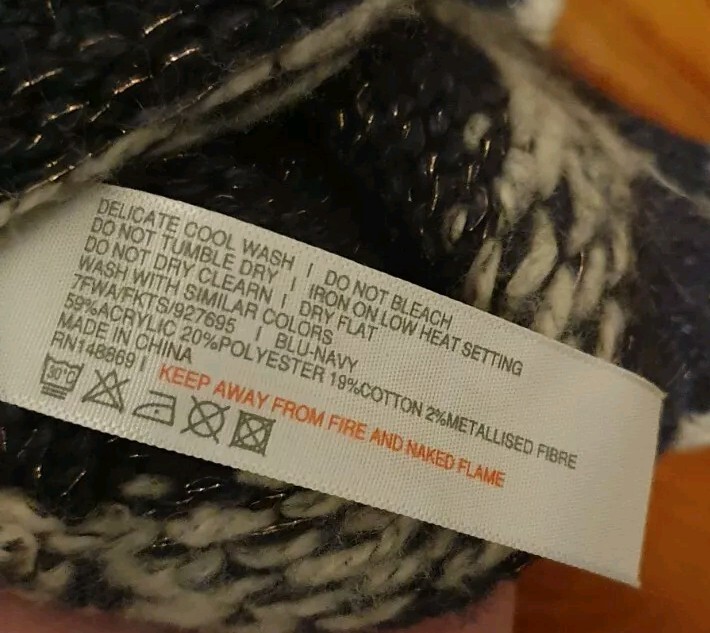 DELICATE COOL WASH | DO NOT BLEACH
DO NOT TUMBLE DRY | IRON ON LOW HEAT SETTING
DO NOT DRY CLEARN | DRY FLAT
WASH WITH SIMILAR COLORS
7FWA/FKTS/927695 | BLU-NAVY
59%ACRYLIC 20%POLYESTER 19%COTTON 2%METALLISED FIBRE
MADE IN CHINA
RN148869 | KEEP AWAY FROM FIRE AND NAKED FLAME
30°C